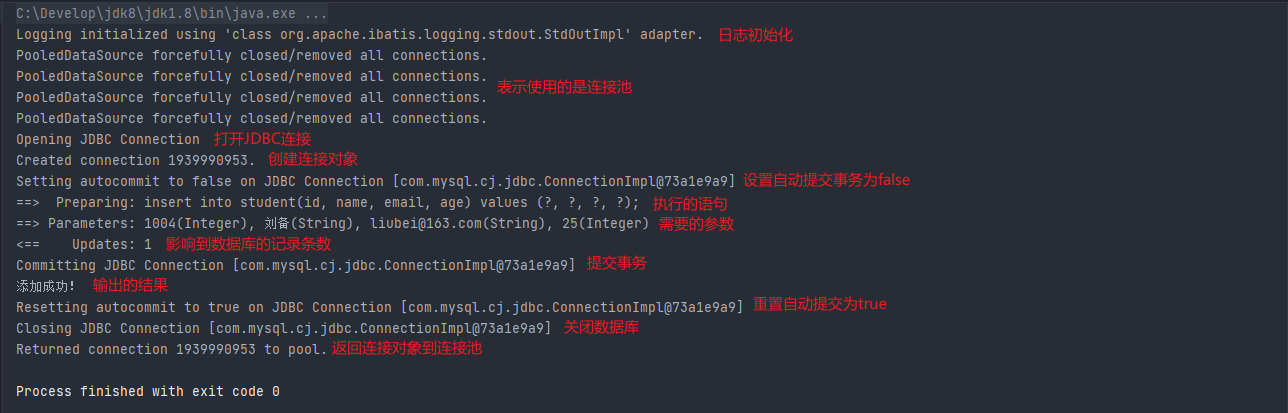 C:\Develop\jdk8\jdk1.8\bin\java.exe ...
Logging initialized using 'class org.apache.ibatis.logging.stdout.StdOutImpl' adapter. 日志初始化
PooledDataSource forcefully closed/removed all connections.
PooledDataSource forcefully closed/removed all connections.
表示使用的是连接池
PooledDataSource forcefully closed/removed all connections.
PooledDataSource forcefully closed/removed all connections.
Opening JDBC Connection 打开JDBC连接
Created connection 1939990953. 创建连接对象
Setting autocommit to false on JDBC Connection [com.mysql.cj.jdbc.ConnectionImpl@73a1e9a9] 设置自动提交事务为false
==>  Preparing: insert into student(id, name, email, age) values (?, ?, ?, ?); 执行的语句
==> Parameters: 1004(Integer), 刘备(String), liubei@163.com(String), 25(Integer) 需要的参数
<==    Updates: 1 影响到数据库的记录条数
Committing JDBC Connection [com.mysql.cj.jdbc.ConnectionImpl@73a1e9a9] 提交事务
添加成功! 输出的结果
Resetting autocommit to true on JDBC Connection [com.mysql.cj.jdbc.ConnectionImpl@73a1e9a9] 重置自动提交为true
Closing JDBC Connection [com.mysql.cj.jdbc.ConnectionImpl@73a1e9a9] 关闭数据库
Returned connection 1939990953 to pool. 返回连接对象到连接池
Process finished with exit code 0